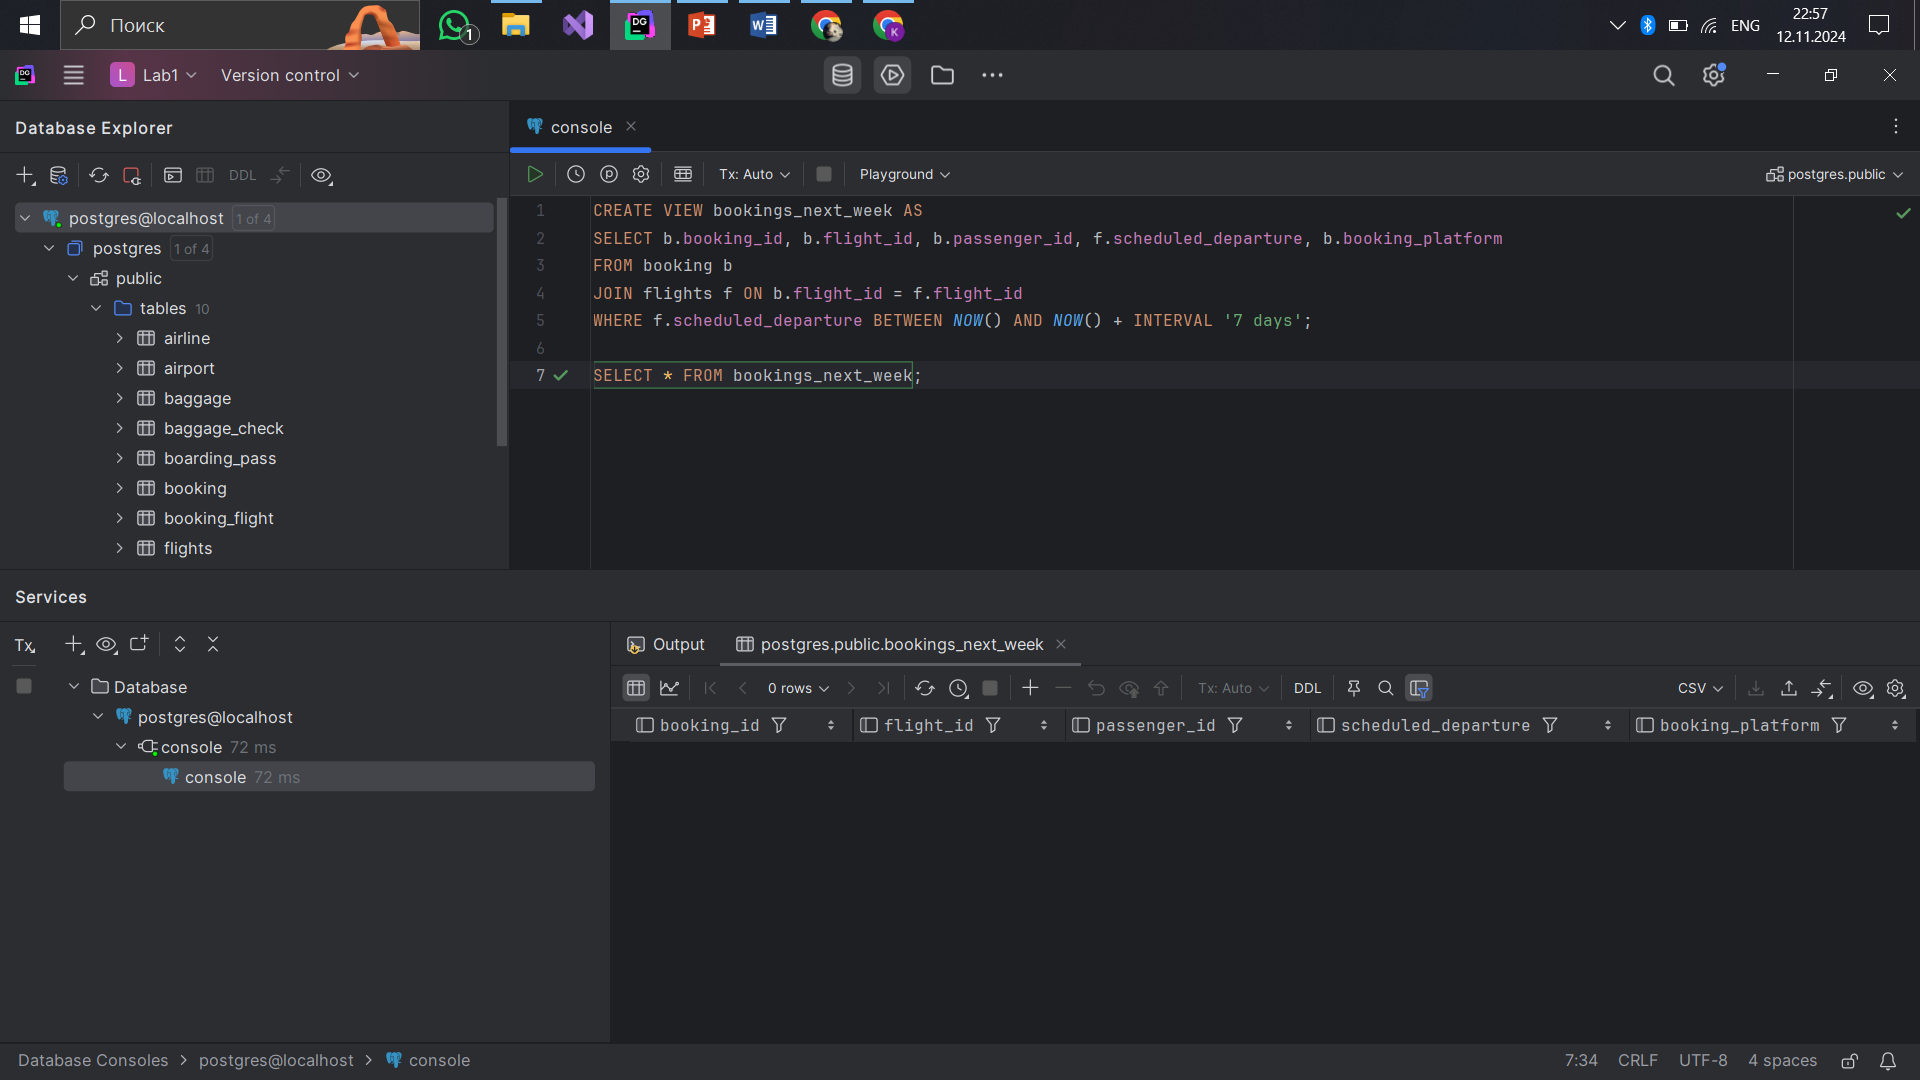 Поиск
1
ENG
22:57
12.11.2024
L Lab1
Version control
Database Explorer
console
DDL
Tx: Auto
Playground
postgres.public
postgres@localhost 1 of 4
postgres 1 of 4
public
tables 10
airline
airport
baggage
baggage_check
boarding_pass
booking
booking_flight
flights
1 CREATE VIEW bookings_next_week AS
2 SELECT b.booking_id, b.flight_id, b.passenger_id, f.scheduled_departure, b.booking_platform
3 FROM booking b
4 JOIN flights f ON b.flight_id = f.flight_id
5 WHERE f.scheduled_departure BETWEEN NOW() AND NOW() + INTERVAL '7 days';
6
7 SELECT * FROM bookings_next_week;
Services
Tx
Database
postgres@localhost
console 72 ms
console 72 ms
Output
postgres.public.bookings_next_week
0 rows
Tx: Auto
DDL
CSV
booking_id
flight_id
passenger_id
scheduled_departure
booking_platform
Database Consoles > postgres@localhost > console
7:34
CRLF
UTF-8
4 spaces